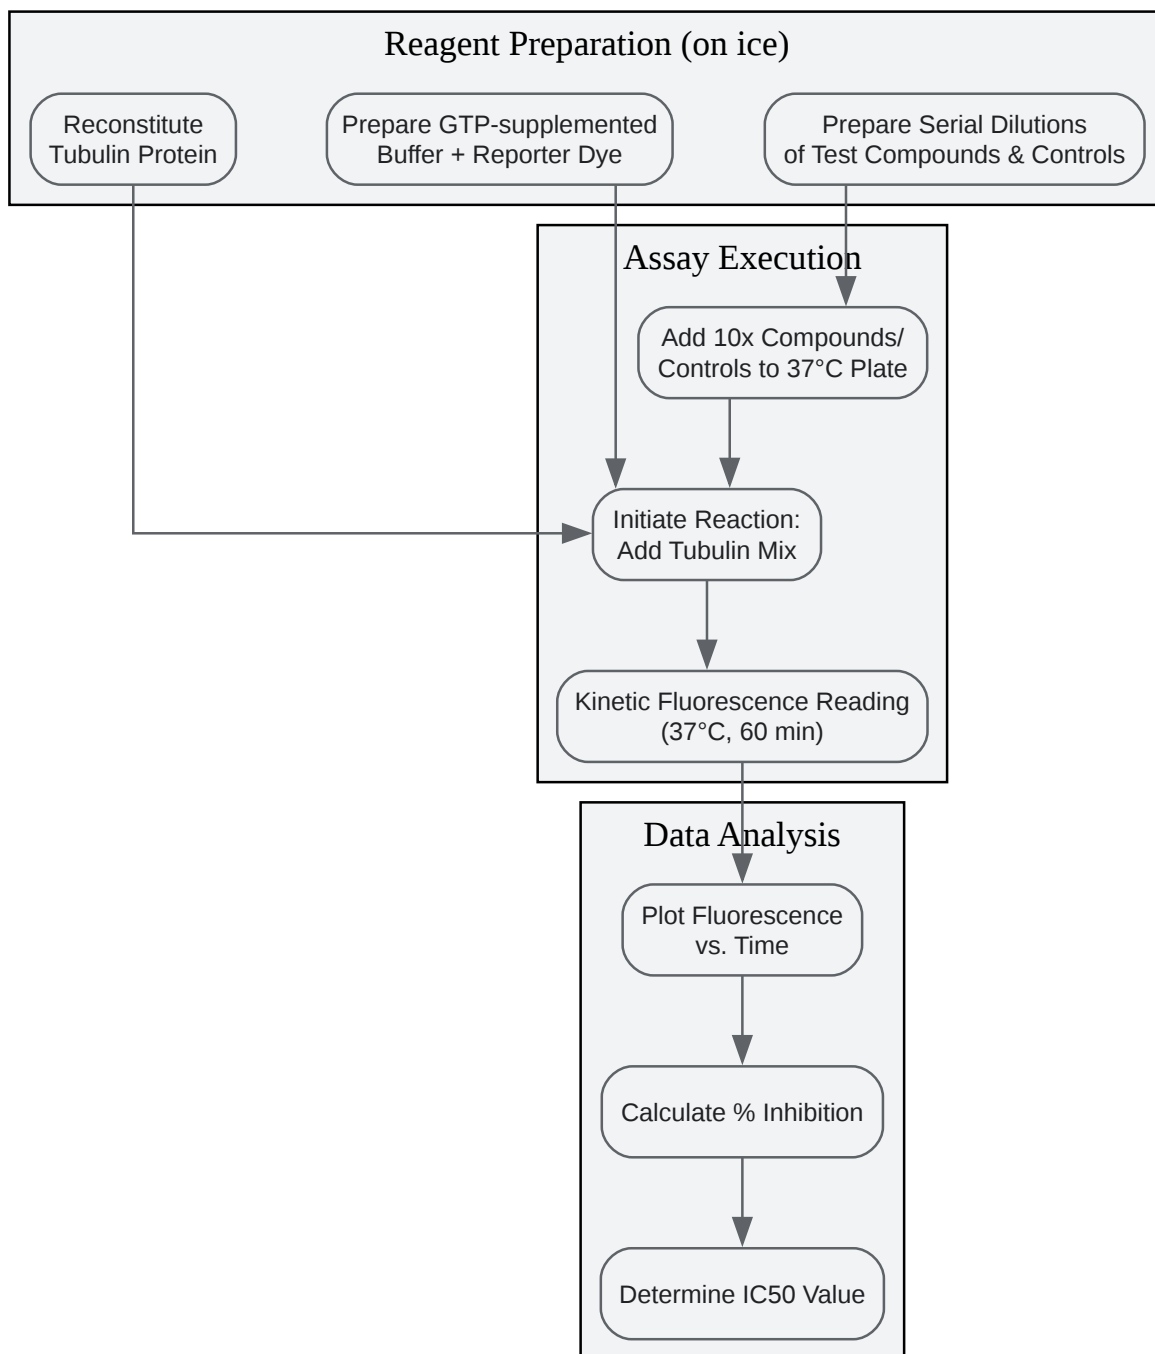 Reagent Preparation (on ice)
Reconstitute
Tubulin Protein
Prepare GTP-supplemented
Buffer + Reporter Dye
Prepare Serial Dilutions
of Test Compounds & Controls
Assay Execution
Add 10x Compounds/
Controls to 37°C Plate
Initiate Reaction:
Add Tubulin Mix
Kinetic Fluorescence Reading
(37°C, 60 min)
Data Analysis
Plot Fluorescence
vs. Time
Calculate % Inhibition
Determine IC50 Value